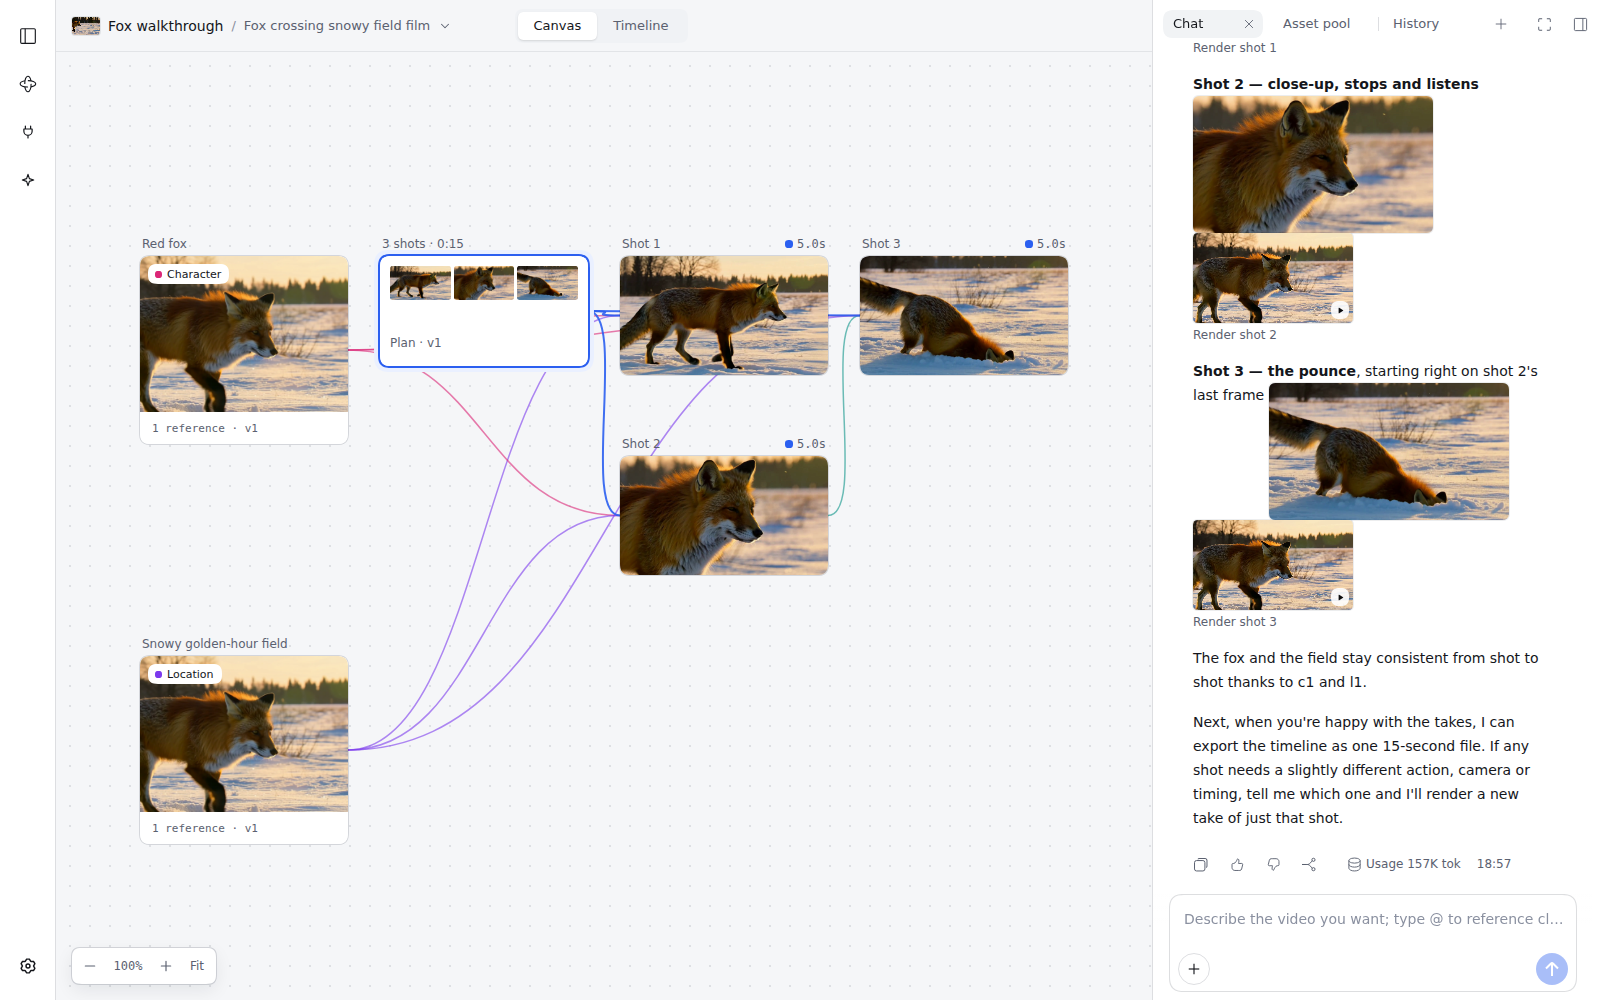 Fox walkthrough / Fox crossing snowy field film
Canvas
Timeline
Chat
Asset pool
History
Red fox
Character
1 reference · v1
3 shots · 0:15
Plan · v1
Shot 1
5.0s
Shot 3
5.0s
Shot 2
5.0s
Snowy golden-hour field
Location
1 reference · v1
100%
Fit
Render shot 1
Shot 2 — close-up, stops and listens
Render shot 2
Shot 3 — the pounce, starting right on shot 2's
last frame
Render shot 3
The fox and the field stay consistent from shot to
shot thanks to c1 and l1.
Next, when you're happy with the takes, I can
export the timeline as one 15-second file. If any
shot needs a slightly different action, camera or
timing, tell me which one and I'll render a new
take of just that shot.
Usage 157K tok
18:57
Describe the video you want; type @ to reference cl…